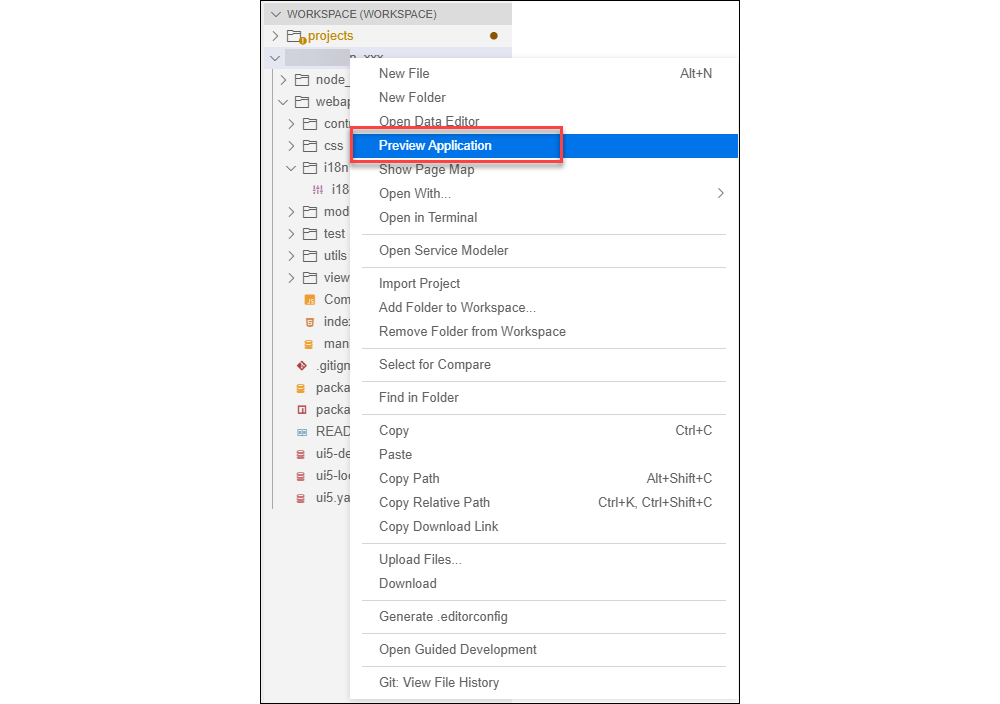 WORKSPACE (WORKSPACE)
projects
New File Alt+N
node_
New Folder
webap
Open Data Editor
Preview Application
css
Show Page Map
i18n
Open With...
i18
Open in Terminal
mod
test
Open Service Modeler
utils
view
Import Project
Com
Add Folder to Workspace...
index
Remove Folder from Workspace
man
Select for Compare
.gitign
packa
Find in Folder
packa
Copy Ctrl+C
READ
Paste
ui5-de
Copy Path Alt+Shift+C
ui5-loc
Copy Relative Path Ctrl+K, Ctrl+Shift+C
ui5.ya
Copy Download Link
Upload Files...
Download
Generate .editorconfig
Open Guided Development
Git: View File History